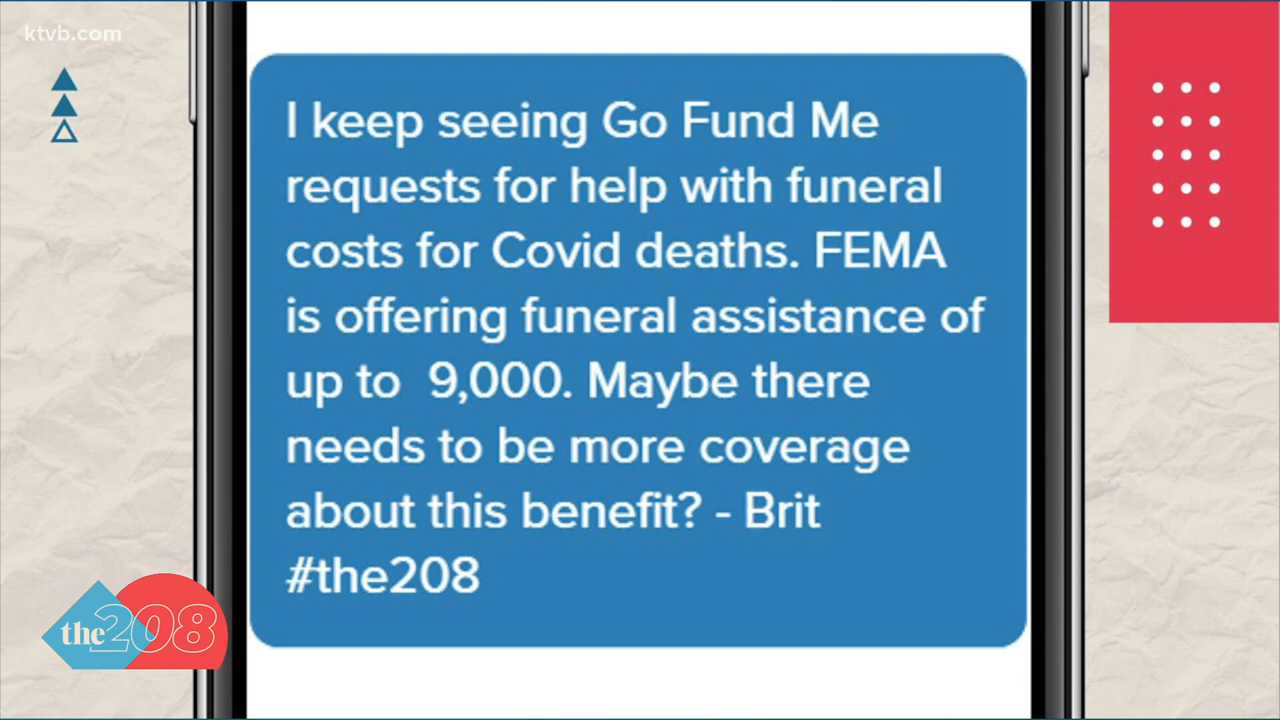 ktvb.com
I keep seeing Go Fund Me
requests for help with funeral
costs for Covid deaths. FEMA
is offering funeral assistance of
up to  9,000. Maybe there
needs to be more coverage
about this benefit? - Brit
#the208
the208